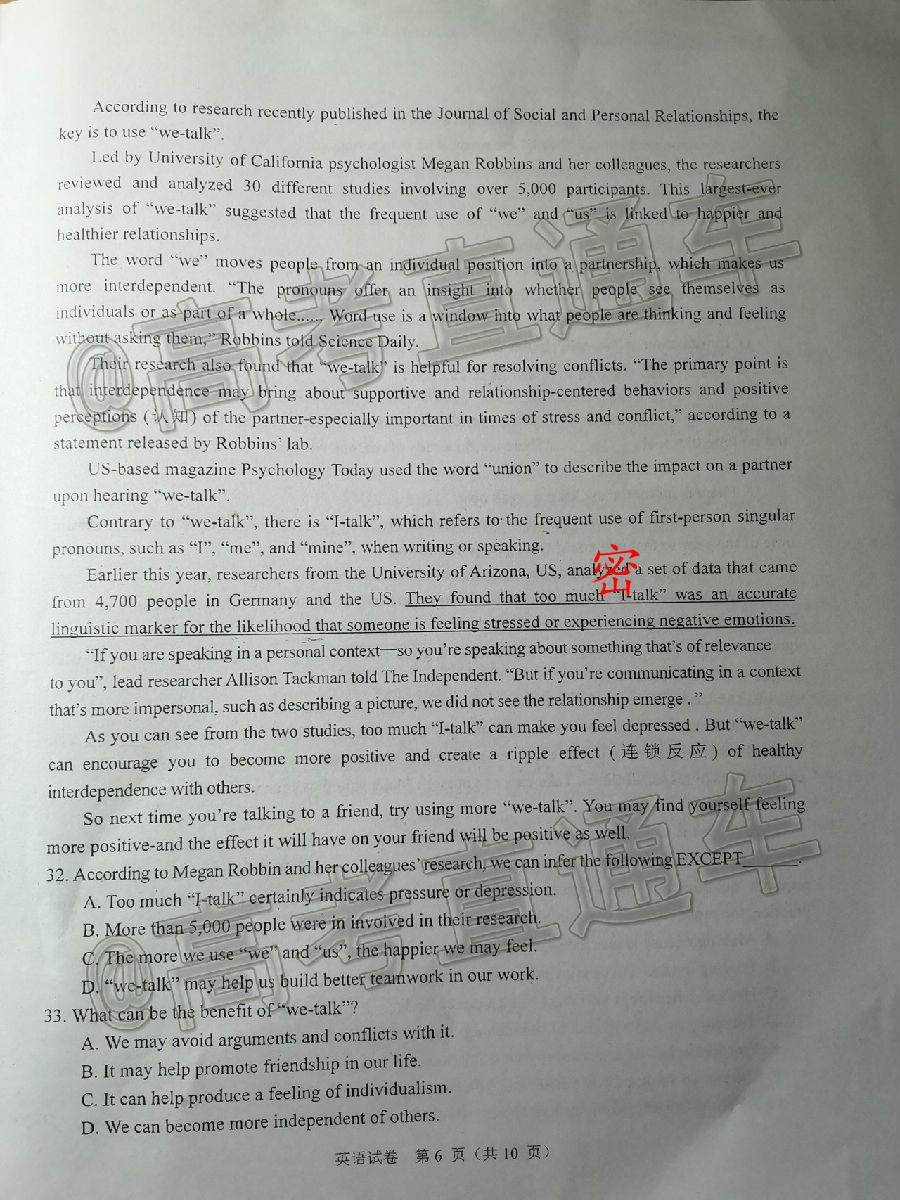 According to research recently published in the Journal of Social and Personal Relationships, the
key is to use “we-talk”.
Led by University of California psychologist Megan Robbins and her colleagues, the researchers
reviewed and analyzed 30 different studies involving over 5,000 participants. This largest-ever
analysis of “we-talk” suggested that the frequent use of “we” and “us” is linked to happier and
healthier relationships.
The word “we” moves people from an individual position into a partnership, which makes us
more interdependent. “The pronouns offer an insight into whether people see themselves as
individuals or as part of a whole...... Word use is a window into what people are thinking and feeling
without asking them,” Robbins told Science Daily.
Their research also found that “we-talk” is helpful for resolving conflicts. “The primary point is
that interdependence may bring about supportive and relationship-centered behaviors and positive
perceptions (认知) of the partner-especially important in times of stress and conflict,” according to a
statement released by Robbins’ lab.
US-based magazine Psychology Today used the word “union” to describe the impact on a partner
upon hearing “we-talk”.
Contrary to “we-talk”, there is “I-talk”, which refers to the frequent use of first-person singular
pronouns, such as “I”, “me”, and “mine”, when writing or speaking.
密
Earlier this year, researchers from the University of Arizona, US, analyzed a set of data that came
from 4,700 people in Germany and the US. They found that too much “I-talk” was an accurate
linguistic marker for the likelihood that someone is feeling stressed or experiencing negative emotions.
“If you are speaking in a personal context—so you’re speaking about something that’s of relevance
to you”, lead researcher Allison Tackman told The Independent. “But if you’re communicating in a context
that’s more impersonal, such as describing a picture, we did not see the relationship emerge . ”
As you can see from the two studies, too much “I-talk” can make you feel depressed . But “we-talk”
can encourage you to become more positive and create a ripple effect (连锁反应) of healthy
interdependence with others.
So next time you’re talking to a friend, try using more “we-talk”. You may find yourself feeling
more positive-and the effect it will have on your friend will be positive as well.
32. According to Megan Robbin and her colleagues’ research, we can infer the following EXCEPT______.
A. Too much “I-talk” certainly indicates pressure or depression.
B. More than 5,000 people were in involved in their research.
C. The more we use “we” and “us”, the happier we may feel.
D. “we-talk” may help us build better teamwork in our work.
33. What can be the benefit of “we-talk”?
A. We may avoid arguments and conflicts with it.
B. It may help promote friendship in our life.
C. It can help produce a feeling of individualism.
D. We can become more independent of others.
英语试卷 第 6 页（共 10 页）
@高考直通车
@高考直通车